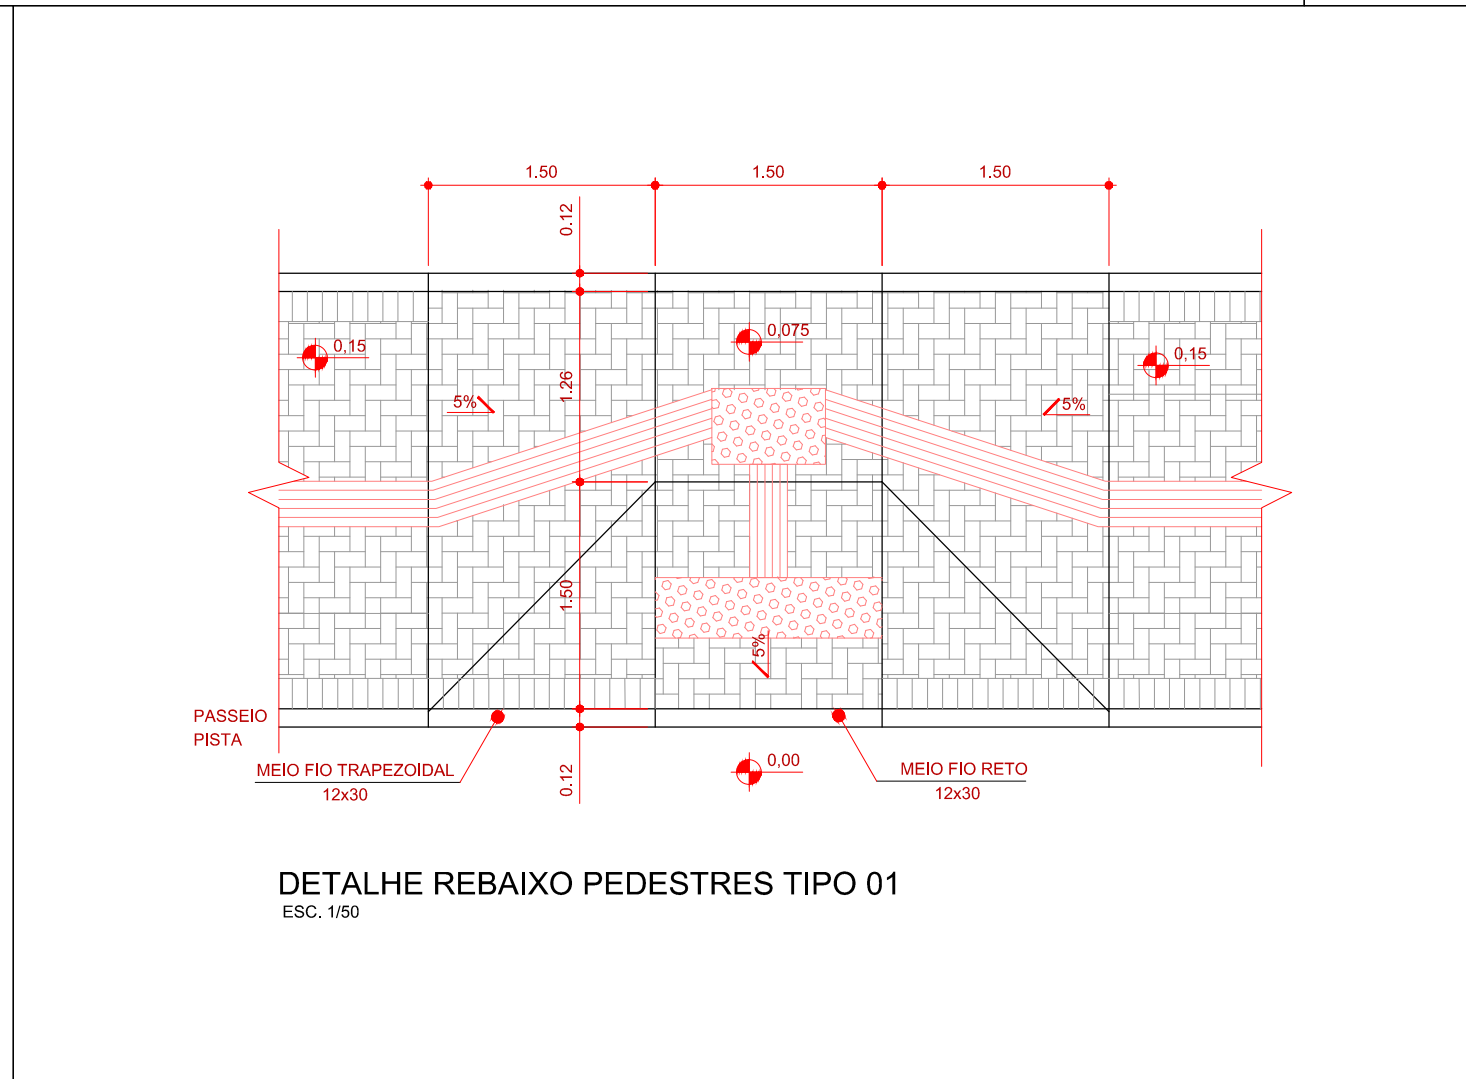 1.50
1.50
1.50
0.12
0,075
0,15
0,15
1.26
5%
5%
1.50
5%
PASSEIO
PISTA
MEIO FIO TRAPEZOIDAL
12x30
0.12
0,00
MEIO FIO RETO
12x30
DETALHE REBAIXO PEDESTRES TIPO 01
ESC. 1/50